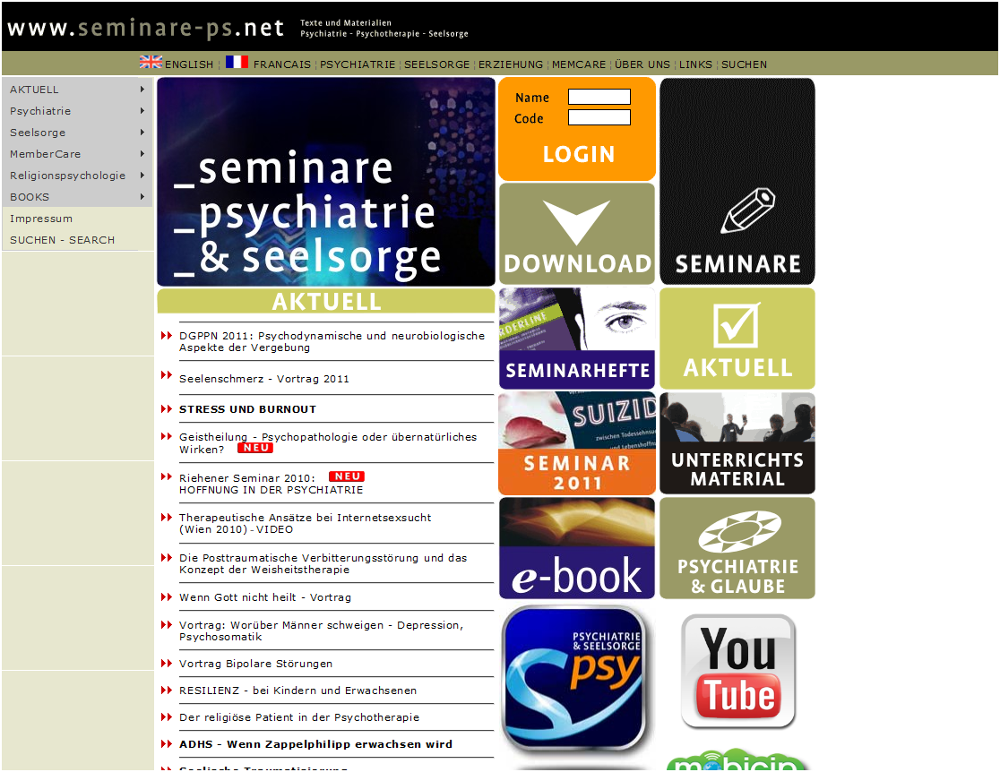 www.seminare-ps.net
Texte und Materialien
Psychiatrie - Psychotherapie - Seelsorge
ENGLISH ¦ FRANCAIS ¦ PSYCHIATRIE ¦ SEELSORGE ¦ ERZIEHUNG ¦ MEMCARE ¦ ÜBER UNS ¦ LINKS ¦ SUCHEN
AKTUELL
Psychiatrie
Seelsorge
MemberCare
Religionspsychologie
BOOKS
Impressum
SUCHEN - SEARCH
_seminare
_psychiatrie
_& seelsorge
AKTUELL
DGPPN 2011: Psychodynamische und neurobiologische
Aspekte der Vergebung
Seelenschmerz - Vortrag 2011
STRESS UND BURNOUT
Geistheilung - Psychopathologie oder übernatürliches
Wirken? NEU
Riehener Seminar 2010: NEU
HOFFNUNG IN DER PSYCHIATRIE
Therapeutische Ansätze bei Internetsexsucht
(Wien 2010) - VIDEO
Die Posttraumatische Verbitterungsstörung und das
Konzept der Weisheitstherapie
Wenn Gott nicht heilt - Vortrag
Vortrag: Worüber Männer schweigen - Depression,
Psychosomatik
Vortrag Bipolare Störungen
RESILIENZ - bei Kindern und Erwachsenen
Der religiöse Patient in der Psychotherapie
ADHS - Wenn Zappelphilipp erwachsen wird
Seelische Traumatisierung
Name
Code
LOGIN
DOWNLOAD
SEMINARE
SEMINARHEFTE
AKTUELL
SUIZID
zwischen Todessehnsu
und Lebenshoffnu
SEMINAR
2011
UNTERRICHTS
MATERIAL
e-book
PSYCHIATRIE
& GLAUBE
PSYCHIATRIE
& SEELSORGE
psy
You
Tube
mobicip